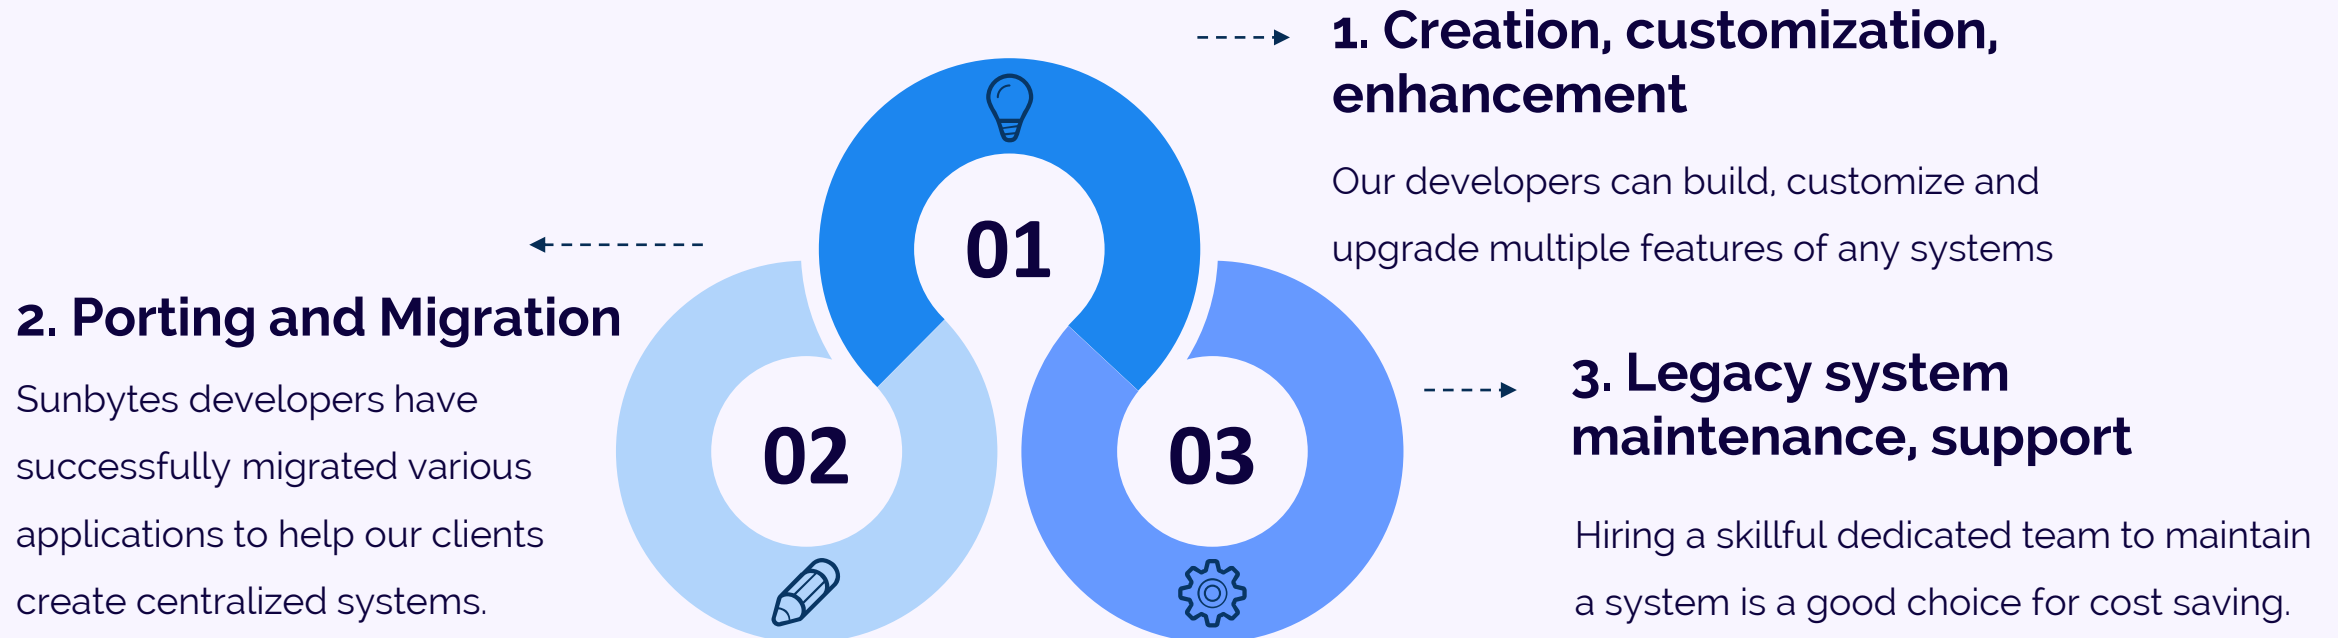 1. Creation, customization,
enhancement
Our developers can build, customize and
upgrade multiple features of any systems
01
2. Porting and Migration
Sunbytes developers have
successfully migrated various
applications to help our clients
create centralized systems.
02
03
3. Legacy system
maintenance, support
Hiring a skillful dedicated team to maintain
a system is a good choice for cost saving.